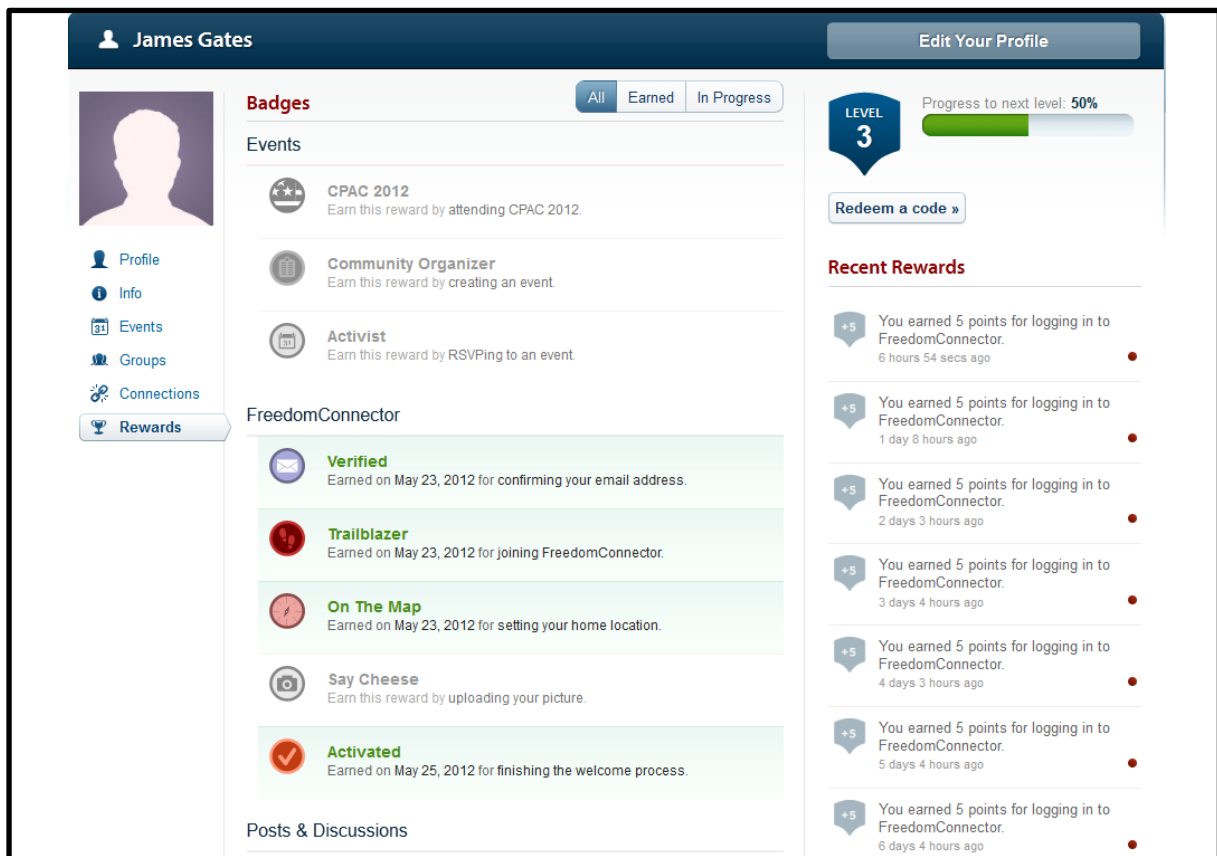 James Gates
Edit Your Profile
Profile
Info
31 Events
Groups
Connections
Rewards
Badges
All Earned In Progress
Events
CPAC 2012
Earn this reward by attending CPAC 2012.
Community Organizer
Earn this reward by creating an event.
31
Activist
Earn this reward by RSVPing to an event.
FreedomConnector
Verified
Earned on May 23, 2012 for confirming your email address.
Trailblazer
Earned on May 23, 2012 for joining FreedomConnector.
On The Map
Earned on May 23, 2012 for setting your home location.
Say Cheese
Earn this reward by uploading your picture.
Activated
Earned on May 25, 2012 for finishing the welcome process.
Posts & Discussions
LEVEL
3
Progress to next level: 50%
Redeem a code »
Recent Rewards
+5
You earned 5 points for logging in to
FreedomConnector.
6 hours 54 secs ago
+5
You earned 5 points for logging in to
FreedomConnector.
1 day 8 hours ago
+5
You earned 5 points for logging in to
FreedomConnector.
2 days 3 hours ago
+5
You earned 5 points for logging in to
FreedomConnector.
3 days 4 hours ago
+5
You earned 5 points for logging in to
FreedomConnector.
4 days 3 hours ago
+5
You earned 5 points for logging in to
FreedomConnector.
5 days 4 hours ago
+5
You earned 5 points for logging in to
FreedomConnector.
6 days 4 hours ago